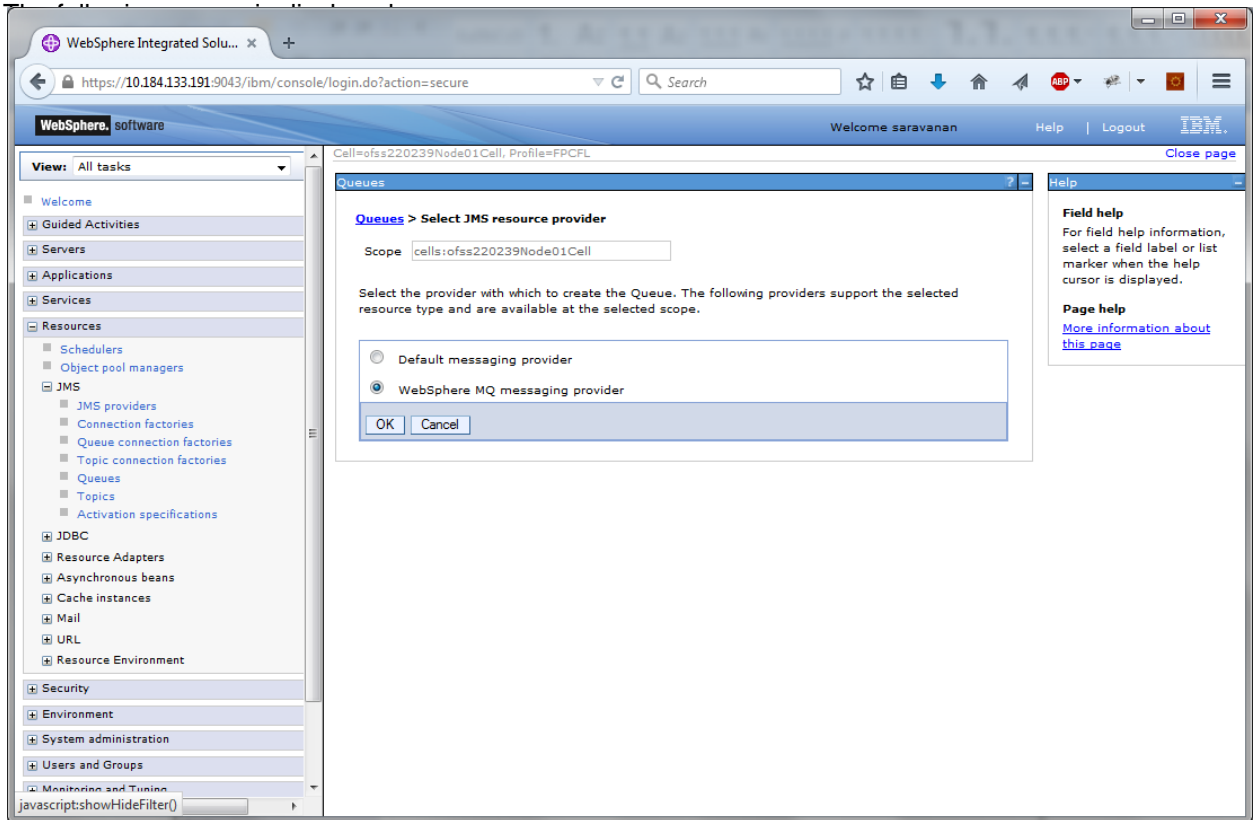 WebSphere Integrated Solu...
https://10.184.133.191:9043/ibm/console/login.do?action=secure
Search
ABP
WebSphere. software
Welcome saravanan
Help | Logout
IBM.
View: All tasks
Welcome
Guided Activities
Servers
Applications
Services
Resources
Schedulers
Object pool managers
JMS
JMS providers
Connection factories
Queue connection factories
Topic connection factories
Queues
Topics
Activation specifications
JDBC
Resource Adapters
Asynchronous beans
Cache instances
Mail
URL
Resource Environment
Security
Environment
System administration
Users and Groups
Monitoring and Tuning
javascript:showHideFilter()
Cell=ofss220239Node01Cell, Profile=FPCFL
Close page
Queues
? -
Queues > Select JMS resource provider
Scope cells:ofss220239Node01Cell
Select the provider with which to create the Queue. The following providers support the selected
resource type and are available at the selected scope.
Default messaging provider
WebSphere MQ messaging provider
OK Cancel
Help
Field help
For field help information,
select a field label or list
marker when the help
cursor is displayed.
Page help
More information about
this page